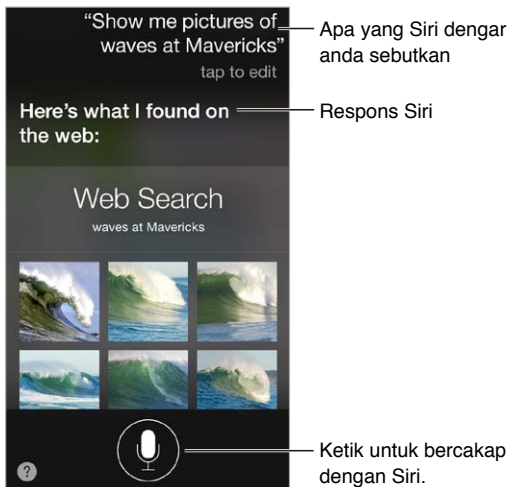 “Show me pictures of
waves at Mavericks”
tap to edit
Apa yang Siri dengar
anda sebutkan
Here’s what I found on
the web:
Respons Siri
Web Search
waves at Mavericks
?
Ketik untuk bercakap
dengan Siri.